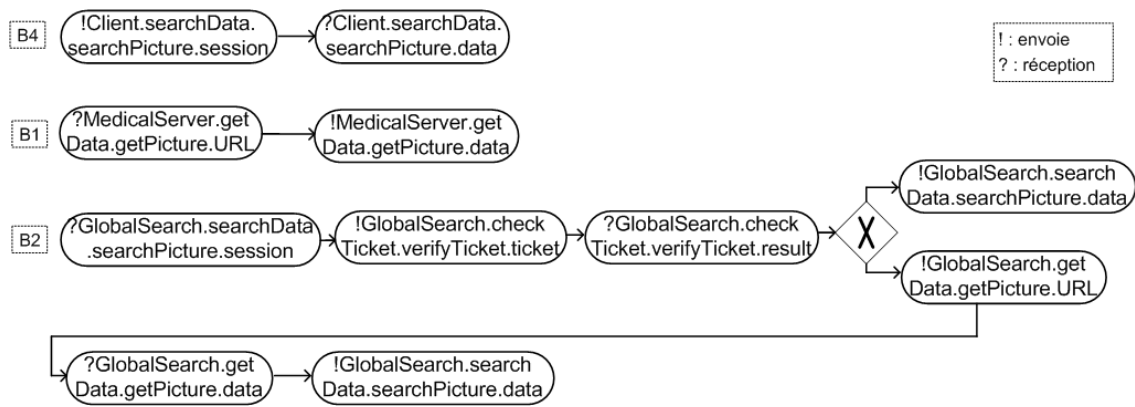 B4
!Client.searchData.
searchPicture.session
?Client.searchData.
searchPicture.data
! : envoie
? : réception
B1
?MedicalServer.get
Data.getPicture.URL
!MedicalServer.get
Data.getPicture.data
B2
?GlobalSearch.searchData
.searchPicture.session
!GlobalSearch.check
Ticket.verifyTicket.ticket
?GlobalSearch.check
Ticket.verifyTicket.result
X
!GlobalSearch.search
Data.searchPicture.data
!GlobalSearch.get
Data.getPicture.URL
?GlobalSearch.get
Data.getPicture.data
!GlobalSearch.search
Data.searchPicture.data